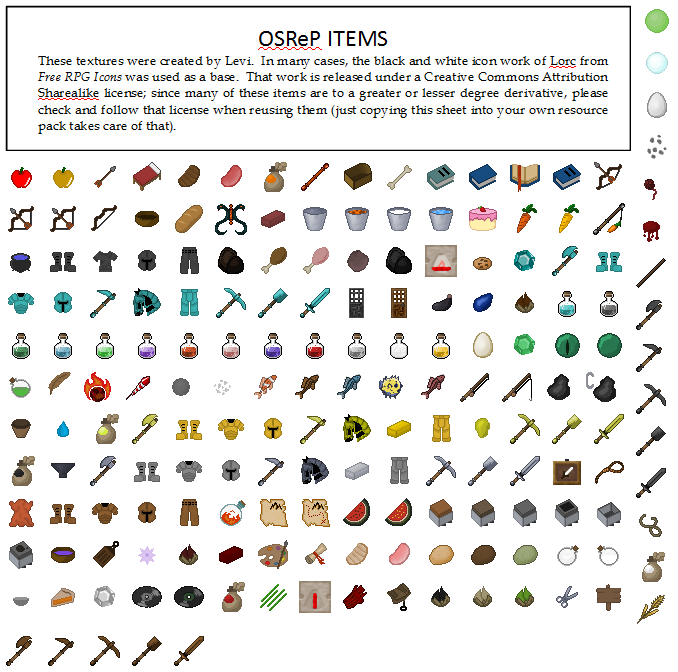 OSReP ITEMS
These textures were created by Levi. In many cases, the black and white icon work of Lorc from
Free RPG Icons was used as a base. That work is released under a Creative Commons Attribution
Sharealike license; since many of these items are to a greater or lesser degree derivative, please
check and follow that license when reusing them (just copying this sheet into your own resource
pack takes care of that).